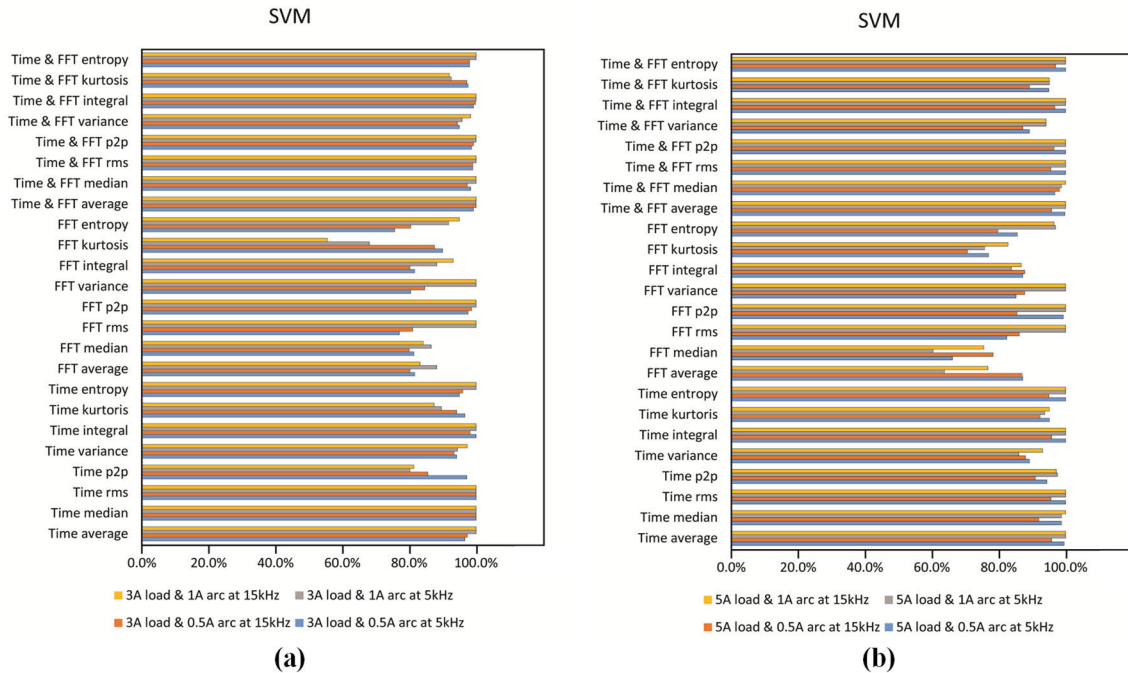 SVM
Time & FFT entropy
Time & FFT kurtosis
Time & FFT integral
Time & FFT variance
Time & FFT p2p
Time & FFT rms
Time & FFT median
Time & FFT average
FFT entropy
FFT kurtosis
FFT integral
FFT variance
FFT p2p
FFT rms
FFT median
FFT average
Time entropy
Time kurtoris
Time integral
Time variance
Time p2p
Time rms
Time median
Time average
0.0% 20.0% 40.0% 60.0% 80.0% 100.0%
3A load & 1A arc at 15kHz 3A load & 1A arc at 5kHz
3A load & 0.5A arc at 15kHz 3A load & 0.5A arc at 5kHz
(a)
SVM
Time & FFT entropy
Time & FFT kurtosis
Time & FFT integral
Time & FFT variance
Time & FFT p2p
Time & FFT rms
Time & FFT median
Time & FFT average
FFT entropy
FFT kurtosis
FFT integral
FFT variance
FFT p2p
FFT rms
FFT median
FFT average
Time entropy
Time kurtoris
Time integral
Time variance
Time p2p
Time rms
Time median
Time average
0.0% 20.0% 40.0% 60.0% 80.0% 100.0%
5A load & 1A arc at 15kHz 5A load & 1A arc at 5kHz
5A load & 0.5A arc at 15kHz 5A load & 0.5A arc at 5kHz
(b)